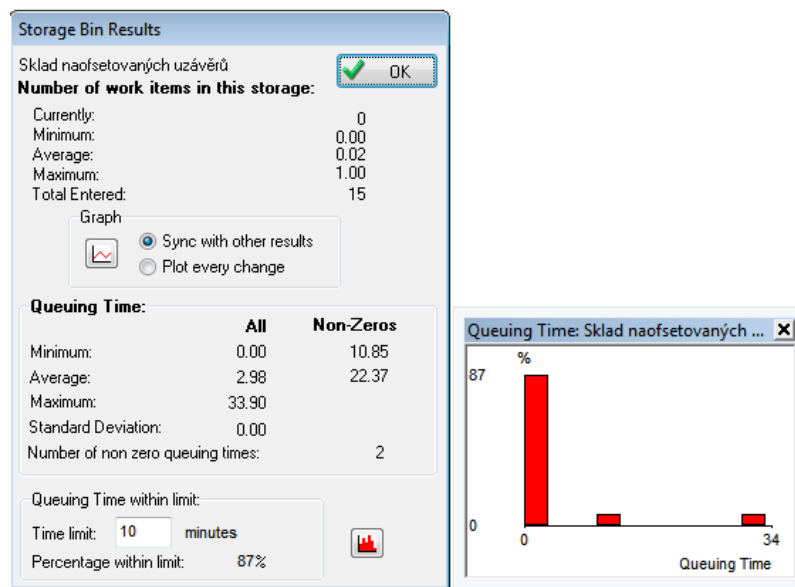 Storage Bin Results
Sklad naofsetovaných uzávěrů
OK
Number of work items in this storage:
Currently: 0
Minimum: 0.00
Average: 0.02
Maximum: 1.00
Total Entered: 15
Graph
Sync with other results
Plot every change
Queuing Time:
All Non-Zeros
Minimum: 0.00 10.85
Average: 2.98 22.37
Maximum: 33.90
Standard Deviation: 0.00
Number of non zero queuing times: 2
Queuing Time within limit:
Time limit: 10 minutes
Percentage within limit: 87%
Queuing Time: Sklad naofsetovaných ...
%
87
0
0 34
Queuing Time